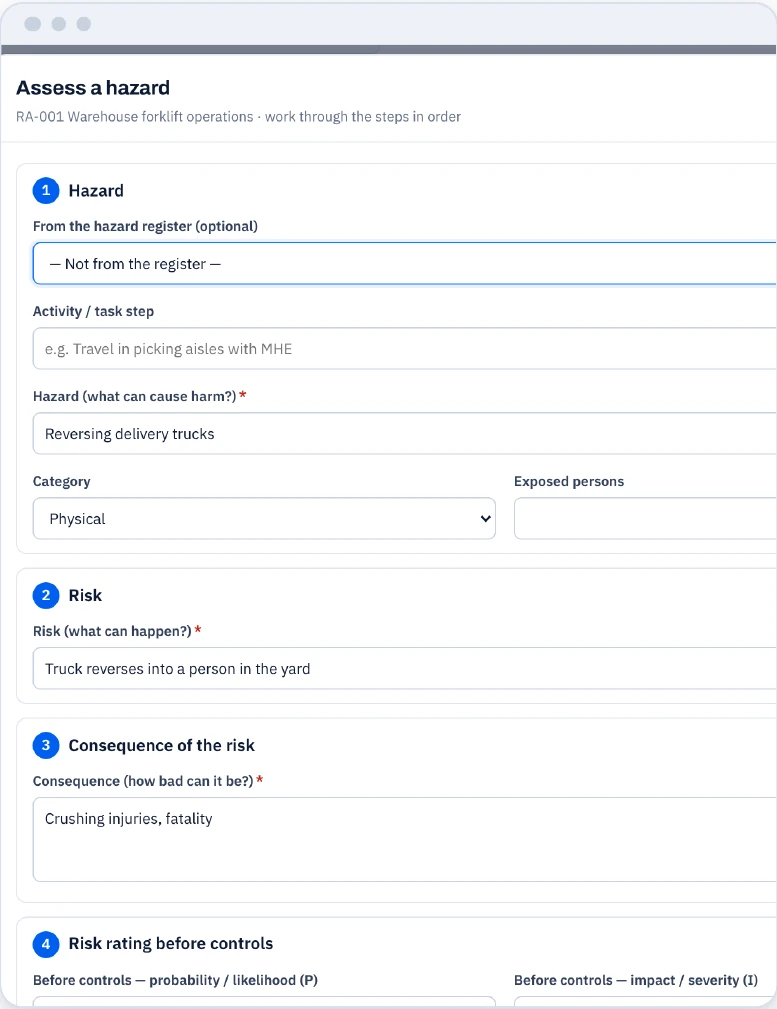 Assess a hazard
RA-001 Warehouse forklift operations · work through the steps in order
1 Hazard
From the hazard register (optional)
— Not from the register —
Activity / task step
e.g. Travel in picking aisles with MHE
Hazard (what can cause harm?) *
Reversing delivery trucks
Category
Exposed persons
Physical
2 Risk
Risk (what can happen?) *
Truck reverses into a person in the yard
3 Consequence of the risk
Consequence (how bad can it be?) *
Crushing injuries, fatality
4 Risk rating before controls
Before controls — probability / likelihood (P)
Before controls — impact / severity (I)